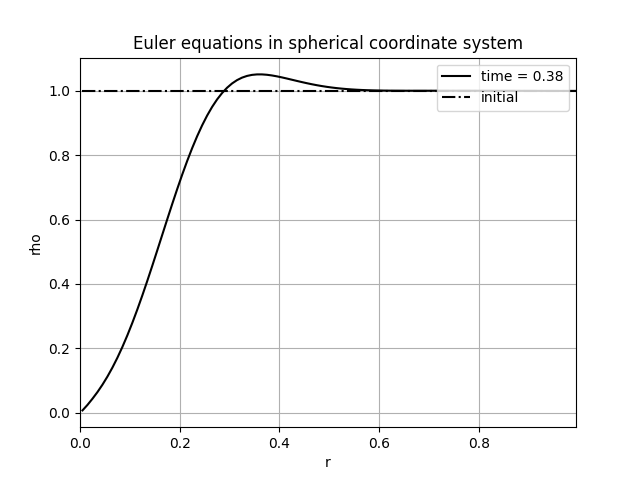 Euler equations in spherical coordinate system
time = 0.38
initial
1.0
0.8
0.6
0.4
0.2
0.0
rho
0.0 0.2 0.4 0.6 0.8
r